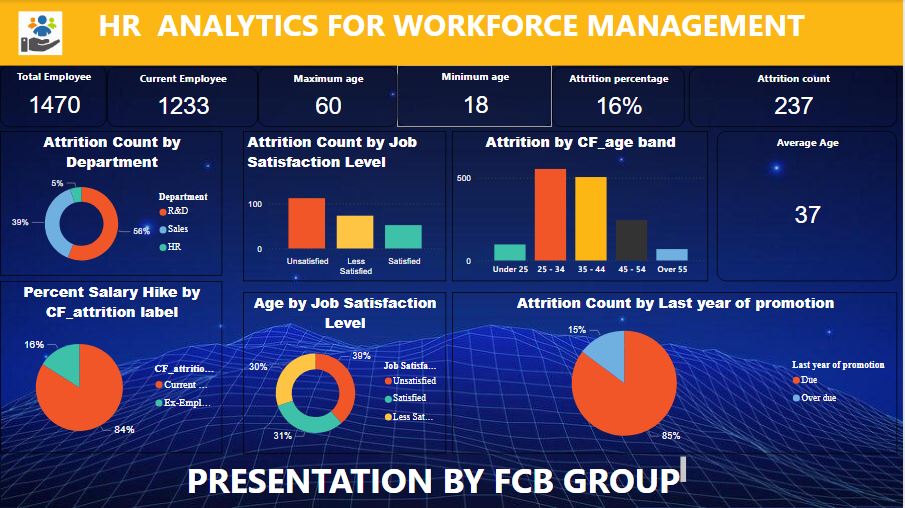 HR ANALYTICS FOR WORKFORCE MANAGEMENT
Total Employee
1470
Current Employee
1233
Maximum age
60
Minimum age
18
Attrition percentage
16%
Attrition count
237
Attrition Count by
Department
5%
39%
56%
Department
R&D
Sales
HR
Attrition Count by Job
Satisfaction Level
100
0
Unsatisfied
Less
Satisfied
Satisfied
Attrition by CF_age band
500
0
Under 25
25 - 34
35 - 44
45 - 54
Over 55
Average Age
37
Percent Salary Hike by
CF_attrition label
16%
84%
CF_attritio...
Current ...
Ex-Empl...
Age by Job Satisfaction
Level
30%
39%
31%
Job Satisfa...
Unsatisfied
Satisfied
Less Sat...
Attrition Count by Last year of promotion
15%
85%
Last year of promotion
Due
Over due
PRESENTATION BY FCB GROUP